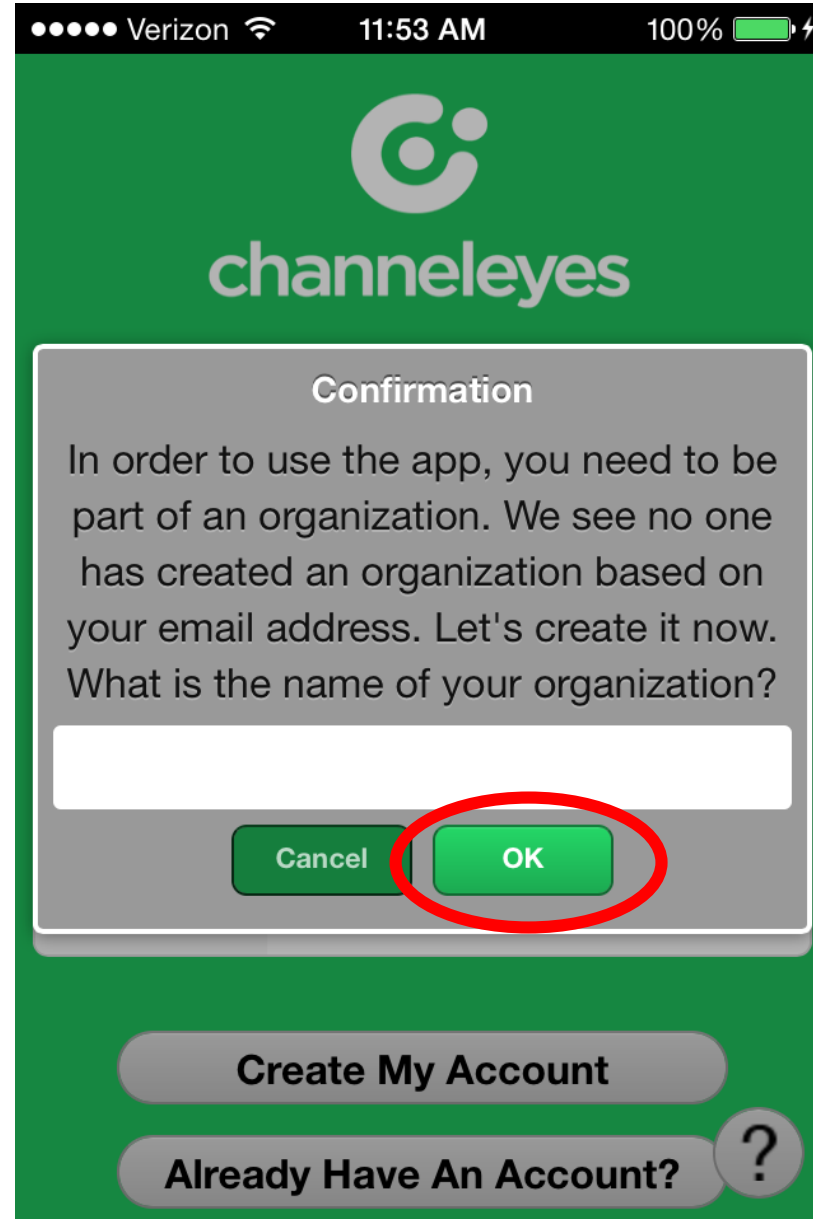 Verizon 11:53 AM 100%
channeleyes
Confirmation
In order to use the app, you need to be
part of an organization. We see no one
has created an organization based on
your email address. Let's create it now.
What is the name of your organization?
Cancel OK
Create My Account
Already Have An Account? ?